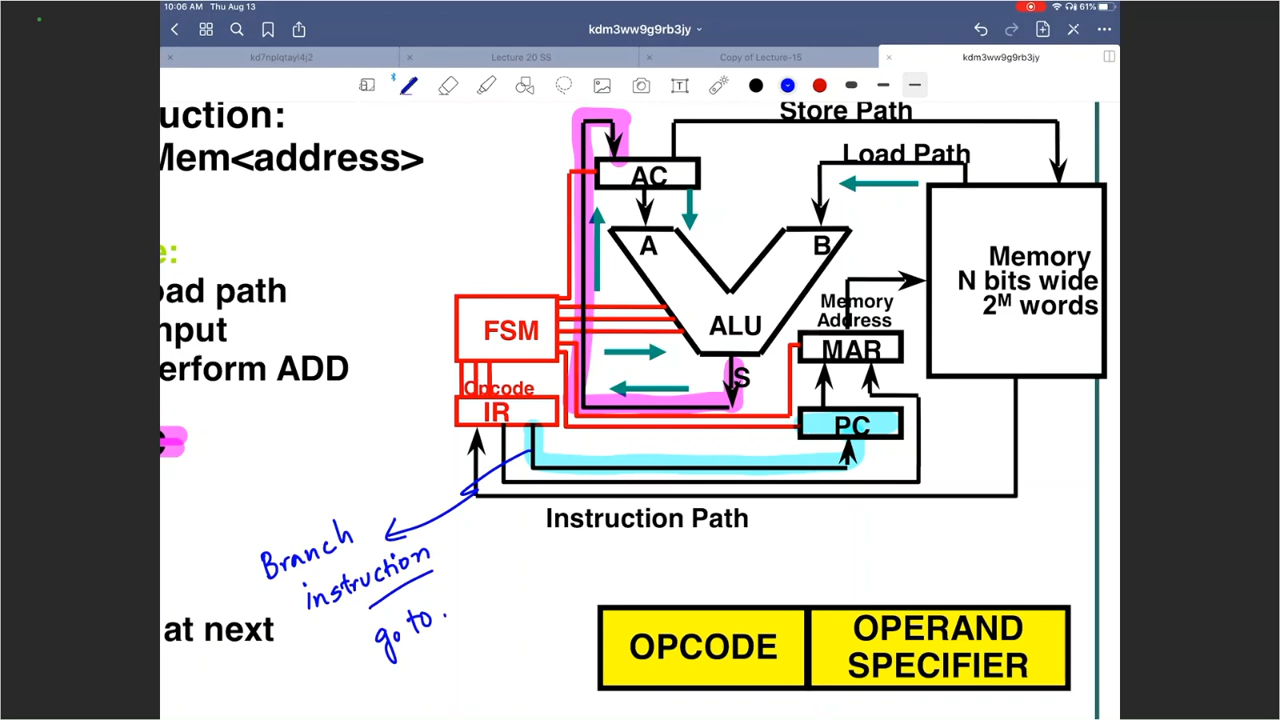 10:06 AM Thu Aug 13
61%
kdm3ww9g9rb3jy
kd7nplqtayl4j2
Lecture 20 SS
Copy of Lecture-15
kdm3ww9g9rb3jy
uction:
Mem<address>
e:
oad path
nput
erform ADD
C
at next
Store Path
Load Path
AC
A
B
Memory
N bits wide
2ᴹ words
Memory
Address
ALU
FSM
MAR
S
Opcode
IR
PC
Instruction Path
Branch
instruction
go to.
OPCODE
OPERAND
SPECIFIER